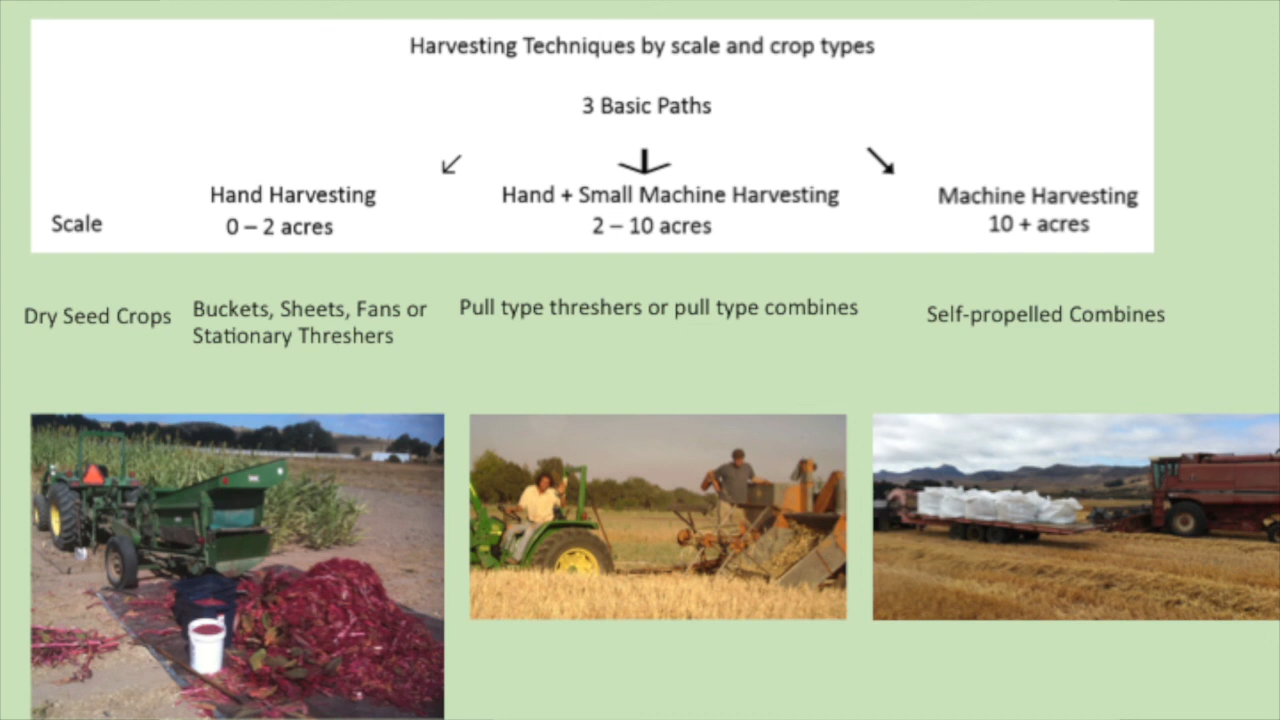 Harvesting Techniques by scale and crop types
3 Basic Paths
Hand Harvesting
Hand + Small Machine Harvesting
Machine Harvesting
Scale
0 – 2 acres
2 – 10 acres
10 + acres
Dry Seed Crops
Buckets, Sheets, Fans or
Stationary Threshers
Pull type threshers or pull type combines
Self-propelled Combines